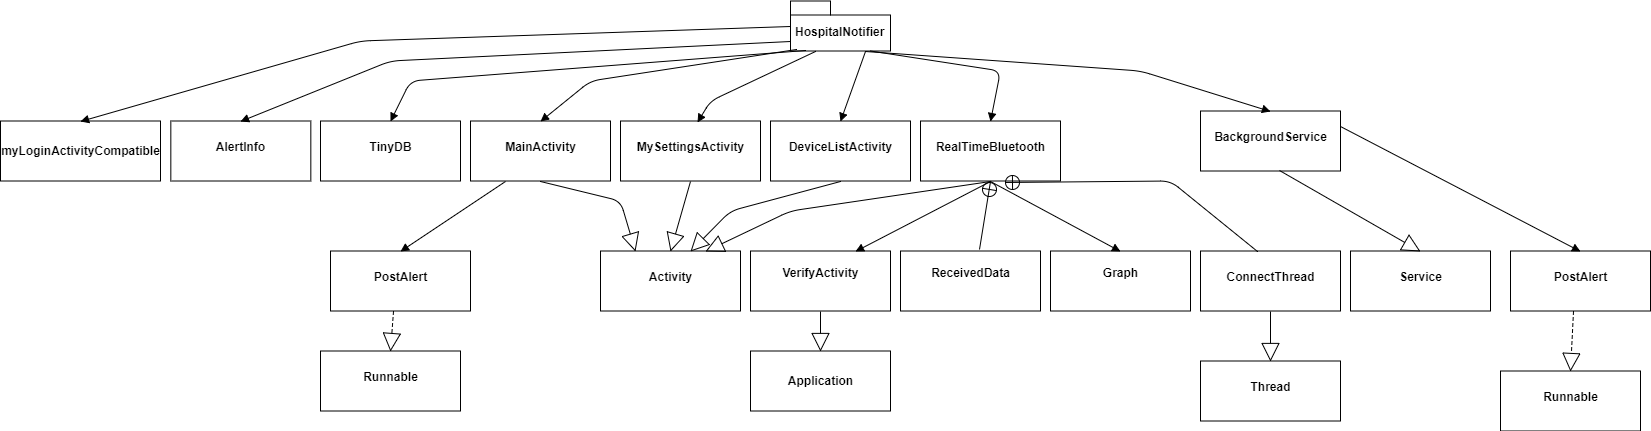 HospitalNotifier
myLoginActivityCompatible
AlertInfo
TinyDB
MainActivity
MySettingsActivity
DeviceListActivity
RealTimeBluetooth
BackgroundService
PostAlert
Activity
VerifyActivity
ReceivedData
Graph
ConnectThread
Service
PostAlert
Runnable
Application
Thread
Runnable